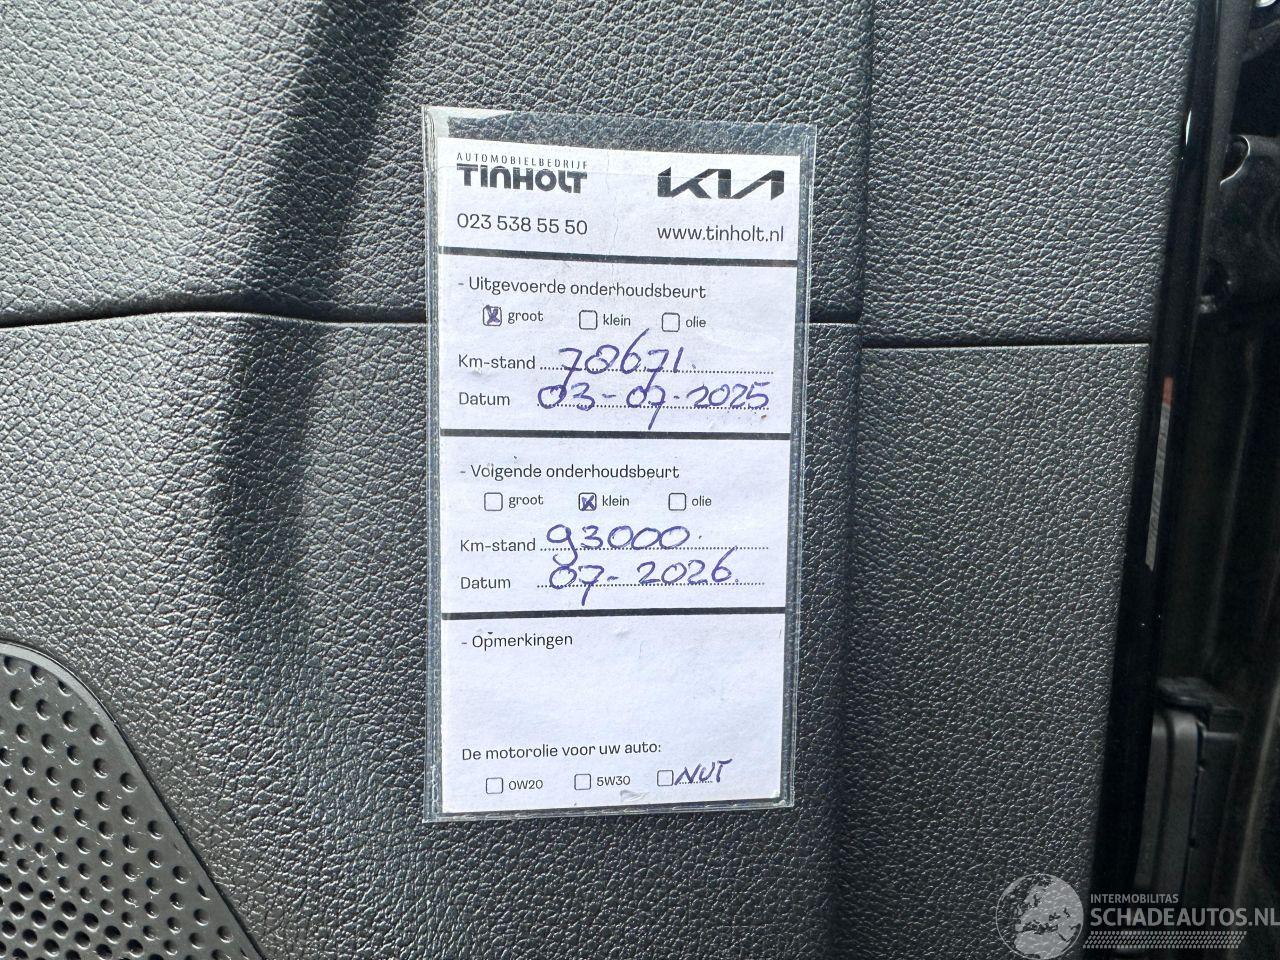 AUTOMOBIELBEDRIJF
TINHOLT KIA
023 538 55 50 www.tinholt.nl
- Uitgevoerde onderhoudsbeurt
groot klein olie
Km-stand 78671
Datum 03-07-2025
- Volgende onderhoudsbeurt
groot klein olie
Km-stand 93000
Datum 07-2026
- Opmerkingen
De motorolie voor uw auto:
0W20 5W30 NUT
INTERMOBILITAS
SCHADEAUTOS.NL